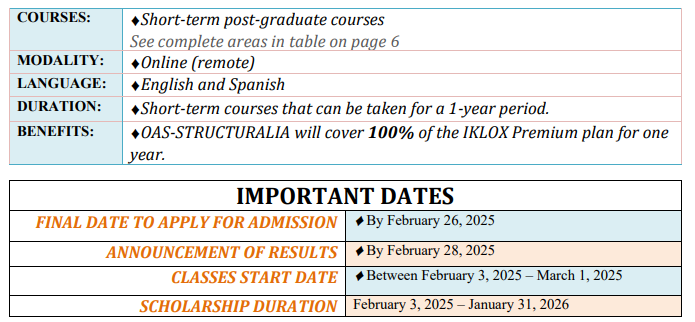 COURSES:
♦Short-term post-graduate courses
See complete areas in table on page 6
MODALITY:
♦Online (remote)
LANGUAGE:
♦English and Spanish
DURATION:
♦Short-term courses that can be taken for a 1-year period.
BENEFITS:
♦OAS-STRUCTURALIA will cover 100% of the IKLOX Premium plan for one
year.
IMPORTANT DATES
FINAL DATE TO APPLY FOR ADMISSION
♦ By February 26, 2025
ANNOUNCEMENT OF RESULTS
♦ By February 28, 2025
CLASSES START DATE
♦ Between February 3, 2025 – March 1, 2025
SCHOLARSHIP DURATION
February 3, 2025 – January 31, 2026